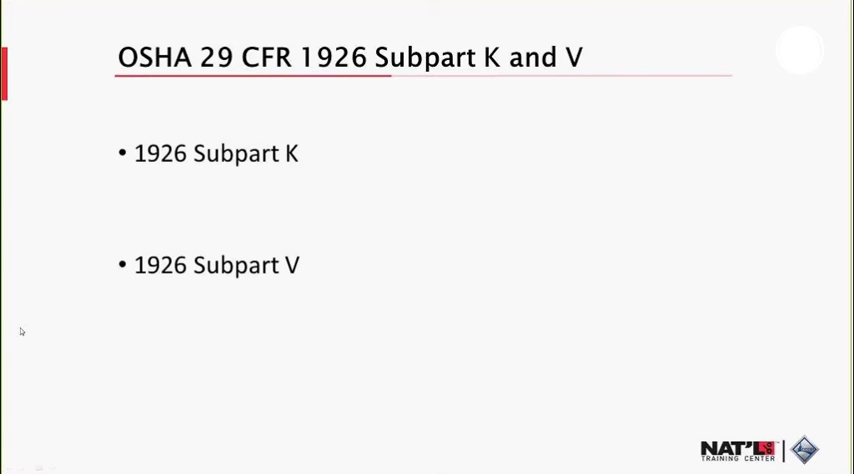 OSHA 29 CFR 1926 Subpart K and V
• 1926 Subpart K
• 1926 Subpart V
NAT'L
TRAINING CENTER